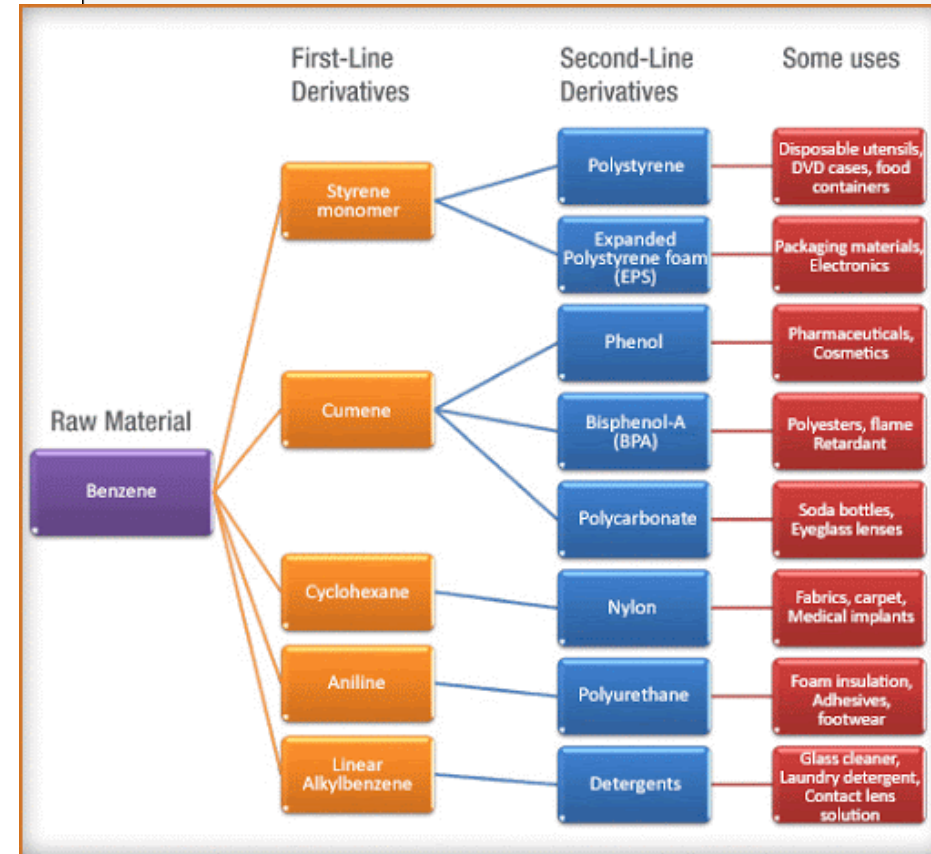 First-Line
Derivatives
Second-Line
Derivatives
Some uses
Raw Material
Benzene
Styrene
monomer
Cumene
Cyclohexane
Aniline
Linear
Alkylbenzene
Polystyrene
Expanded
Polystyrene foam
(EPS)
Phenol
Bisphenol-A
(BPA)
Polycarbonate
Nylon
Polyurethane
Detergents
Disposable utensils,
DVD cases, food
containers
Packaging materials,
Electronics
Pharmaceuticals,
Cosmetics
Polyesters, flame
Retardant
Soda bottles,
Eyeglass lenses
Fabrics, carpet,
Medical implants
Foam insulation,
Adhesives,
footwear
Glass cleaner,
Laundry detergent,
Contact lens
solution